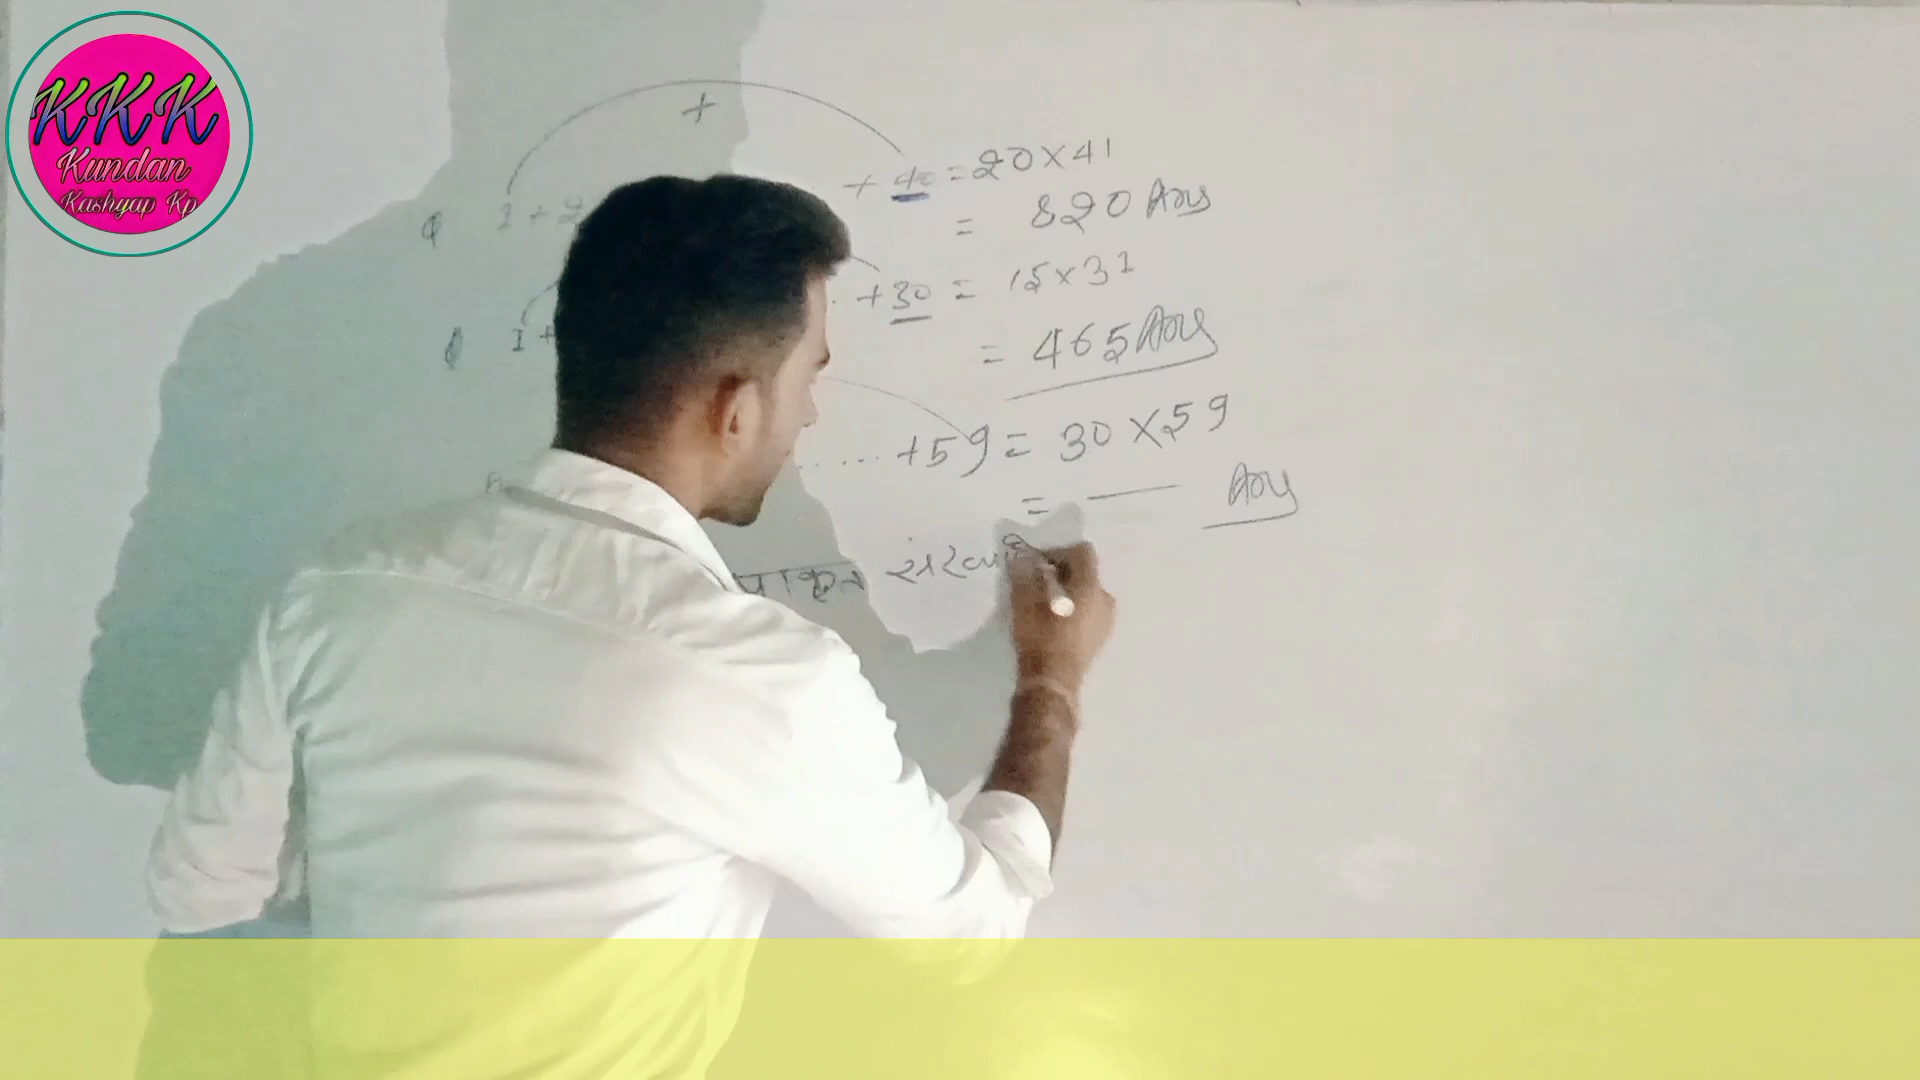 KKK
Kundan
Kashyap Kp
+
1 + 2 + 40 = 20 × 41
= 820 Ans
1 + . + 30 = 15 × 31
= 465 Ans
..... + 59 = 30 × 59
= —— Ans